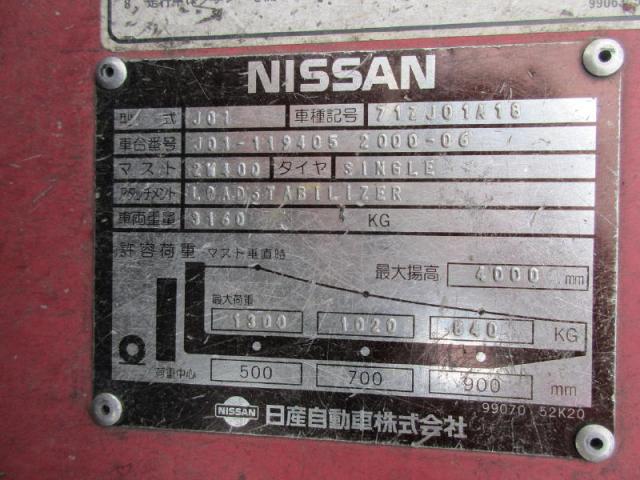 99063
NISSAN
型式 J01 車種記号 71ZJ01A18
車台番号 J01-119405 2000-06
マスト 2W400 タイヤ SINGLE
アタッチメント LOADSTABILIZER
車両重量 3160 KG
許容荷重 マスト垂直時
最大揚高 4000 mm
最大荷重
1300 1020 840 KG
荷重中心 500 700 900 mm
99070 52K20
NISSAN 日産自動車株式会社